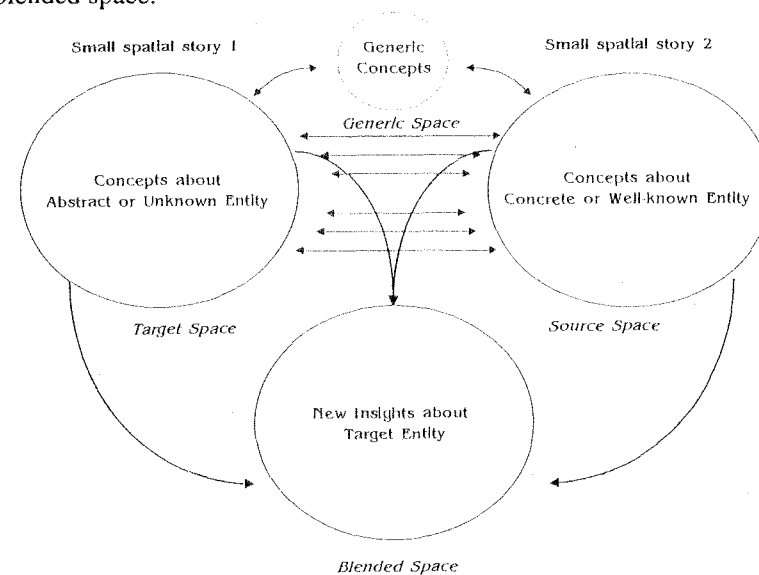 blended space.
Small spatial story 1
Generic
Concepts
Small spatial story 2
Generic Space
Concepts about
Abstract or Unknown Entity
Concepts about
Concrete or Well-known Entity
Target Space
Source Space
New Insights about
Target Entity
Blended Space